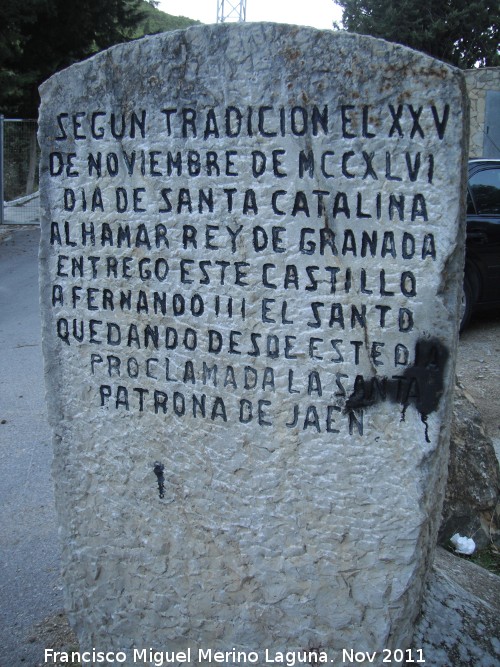 SEGUN TRADICION EL XXV
DE NOVIEMBRE DE MCCXLVI
DIA DE SANTA CATALINA
ALHAMAR REY DE GRANADA
ENTREGO ESTE CASTILLO
A FERNANDO III EL SANTO
QUEDANDO DESDE ESTE DIA
PROCLAMADA LA SANTA
PATRONA DE JAÉN
Francisco Miguel Merino Laguna. Nov 2011